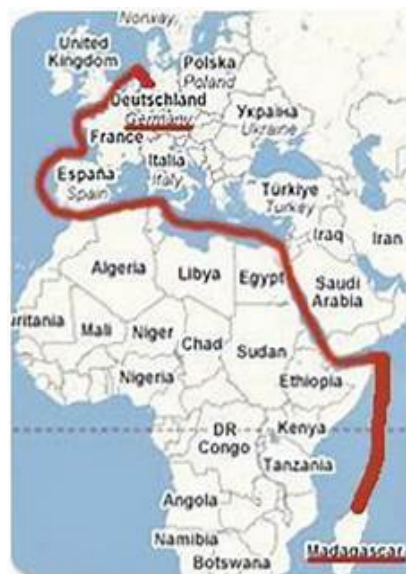 Norway
United
Kingdom
Polska
Poland
Deutschland
Germany
Україна
Ukraine
France
Italia
Italy
España
Spain
Türkiye
Turkey
Iraq
Iran
Algeria
Libya
Egypt
Saudi
Arabia
uritania
Mali
Niger
Chad
Sudan
Nigeria
Ethiopia
DR
Congo
Kenya
Tanzania
Angola
Namibia
Botswana
Madagascar